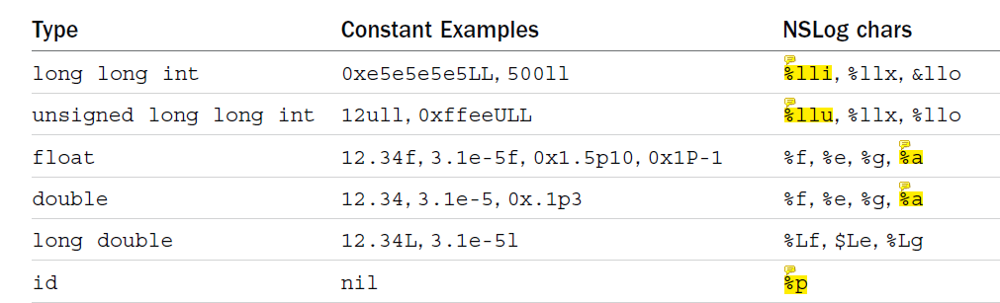 Type Constant Examples NSLog chars
long long int 0xe5e5e5e5LL, 500ll %lli, %llx, &llo
unsigned long long int 12ull, 0xffeeULL %llu, %llx, %llo
float 12.34f, 3.1e-5f, 0x1.5p10, 0x1P-1 %f, %e, %g, %a
double 12.34, 3.1e-5, 0x.1p3 %f, %e, %g, %a
long double 12.34L, 3.1e-5l %Lf, $Le, %Lg
id nil %p